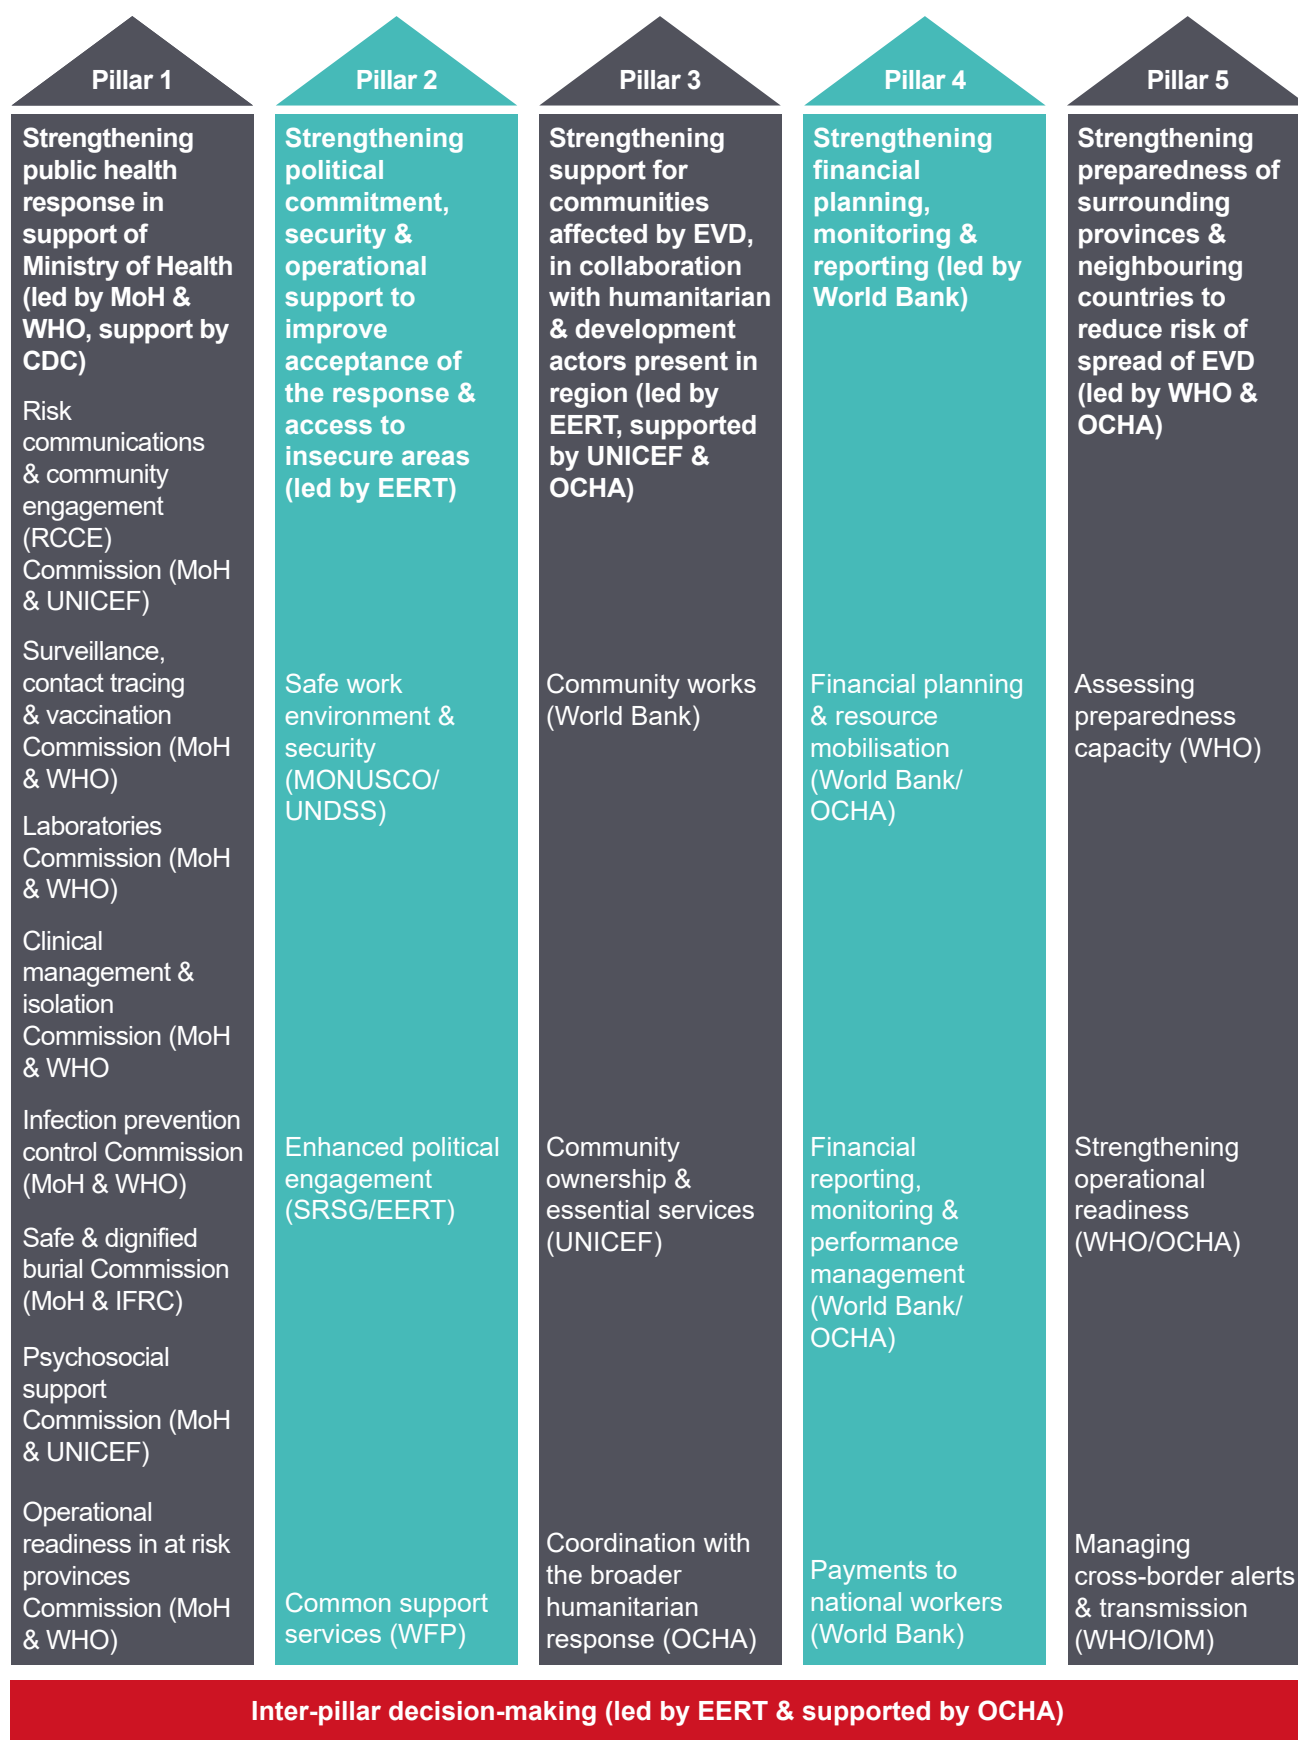 Pillar 1
Strengthening
public health
response in
support of
Ministry of Health
(led by MoH &
WHO, support by
CDC)
Risk
communications
& community
engagement
(RCCE)
Commission (MoH
& UNICEF)
Surveillance,
contact tracing
& vaccination
Commission (MoH
& WHO)
Laboratories
Commission (MoH
& WHO)
Clinical
management &
isolation
Commission (MoH
& WHO
Infection prevention
control Commission
(MoH & WHO)
Safe & dignified
burial Commission
(MoH & IFRC)
Psychosocial
support
Commission (MoH
& UNICEF)
Operational
readiness in at risk
provinces
Commission (MoH
& WHO)
Pillar 2
Strengthening
political
commitment,
security &
operational
support to
improve
acceptance of
the response &
access to
insecure areas
(led by EERT)
Safe work
environment &
security
(MONUSCO/
UNDSS)
Enhanced political
engagement
(SRSG/EERT)
Common support
services (WFP)
Pillar 3
Strengthening
support for
communities
affected by EVD,
in collaboration
with humanitarian
& development
actors present in
region (led by
EERT, supported
by UNICEF &
OCHA)
Community works
(World Bank)
Community
ownership &
essential services
(UNICEF)
Coordination with
the broader
humanitarian
response (OCHA)
Pillar 4
Strengthening
financial
planning,
monitoring &
reporting (led by
World Bank)
Financial planning
& resource
mobilisation
(World Bank/
OCHA)
Financial
reporting,
monitoring &
performance
management
(World Bank/
OCHA)
Payments to
national workers
(World Bank)
Pillar 5
Strengthening
preparedness of
surrounding
provinces &
neighbouring
countries to
reduce risk of
spread of EVD
(led by WHO &
OCHA)
Assessing
preparedness
capacity (WHO)
Strengthening
operational
readiness
(WHO/OCHA)
Managing
cross-border alerts
& transmission
(WHO/IOM)
Inter-pillar decision-making (led by EERT & supported by OCHA)